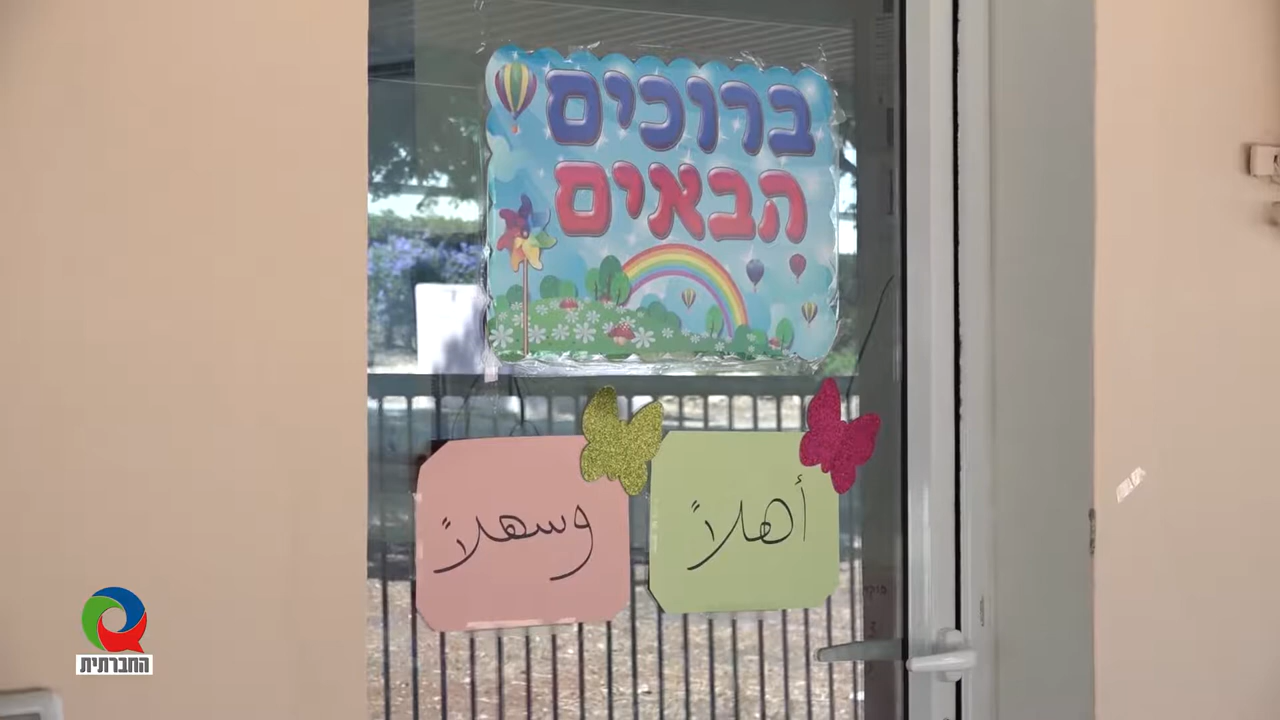 ברוכים
הבאים
أهلاً
وسهلاً
החברתית